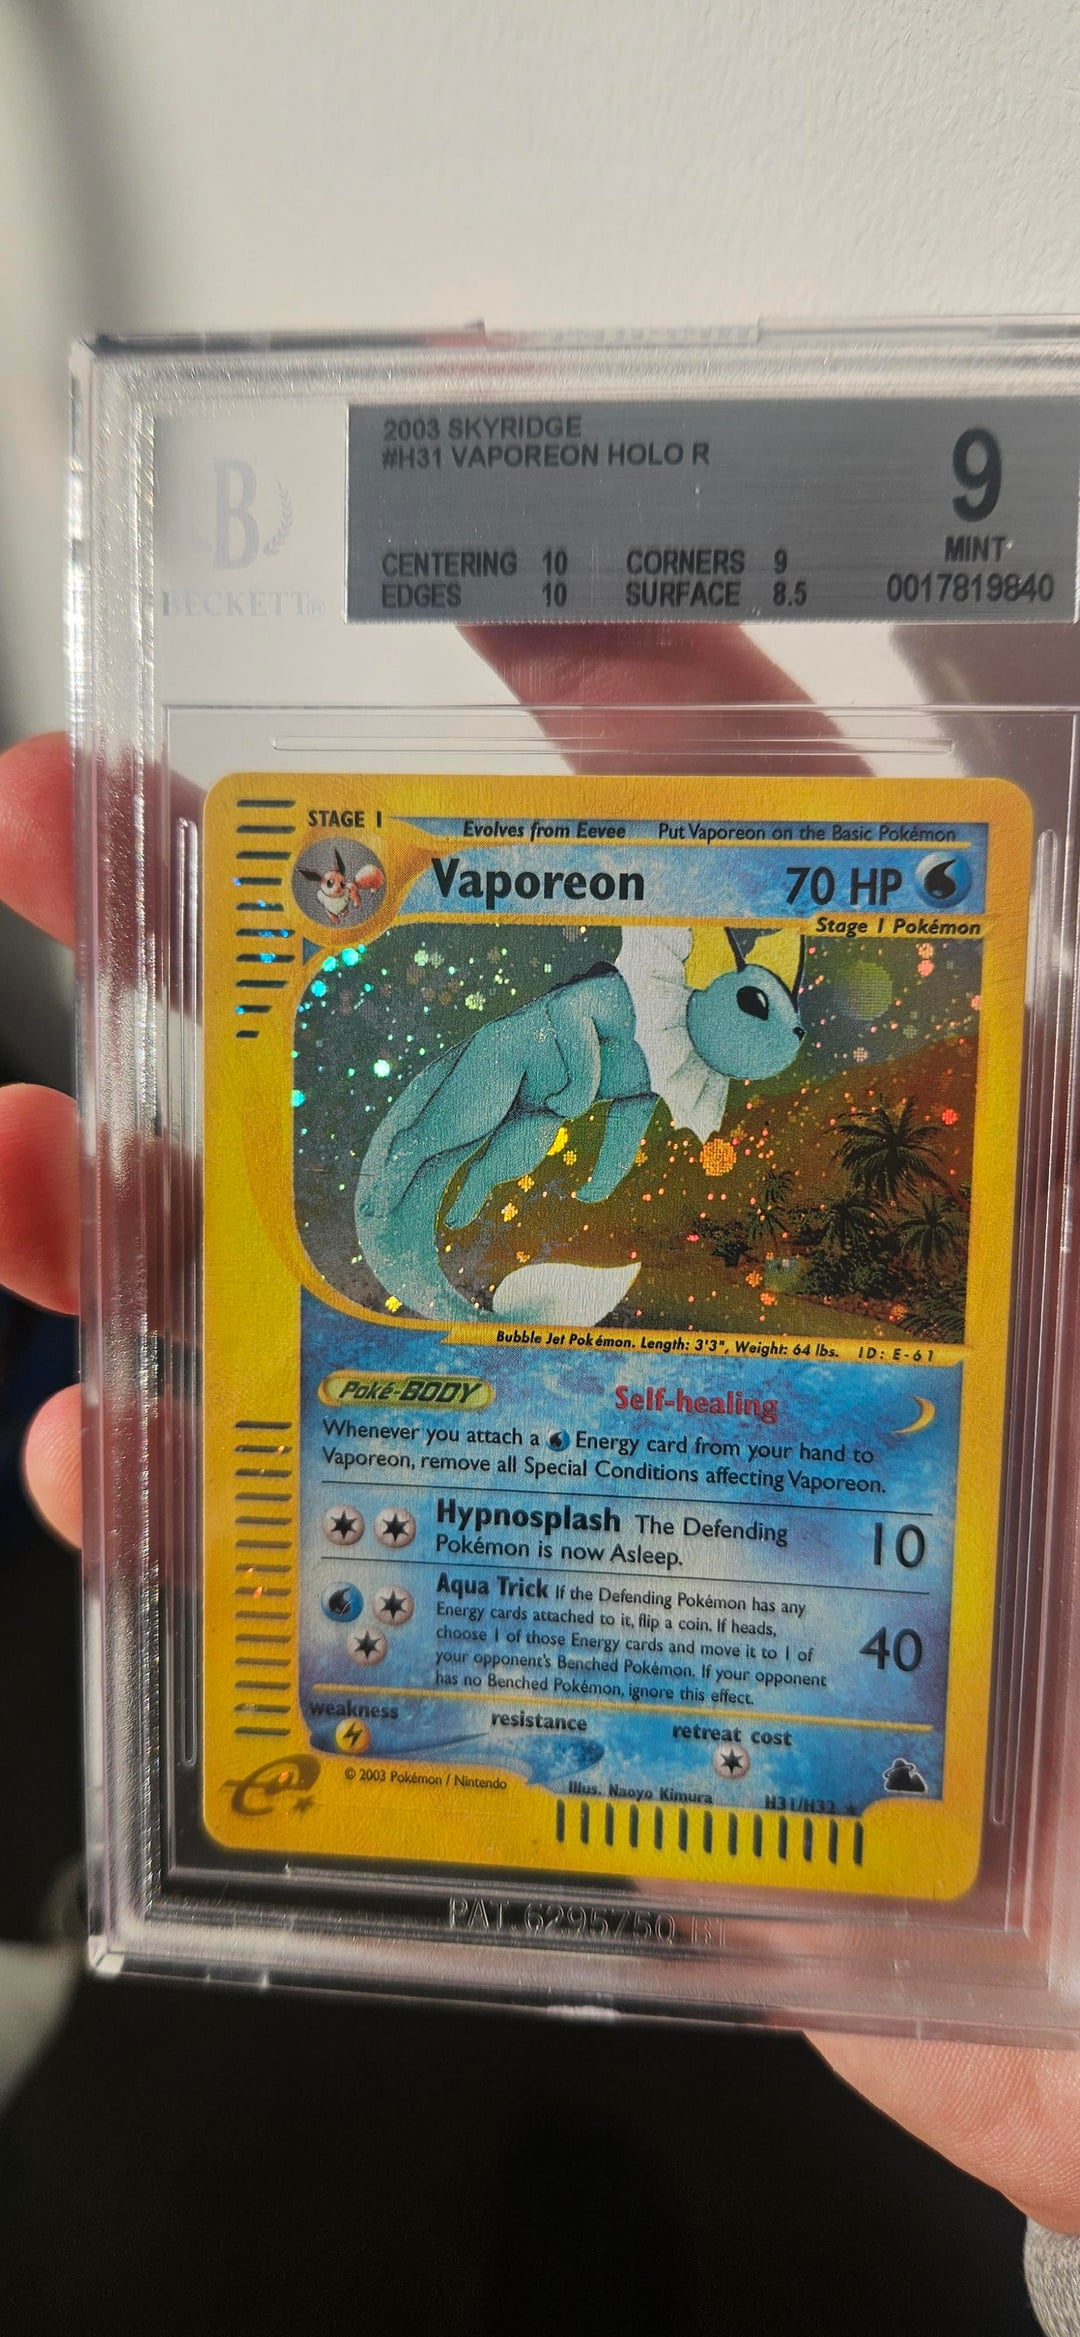 2003 SKYRIDGE
#H31 VAPOREON HOLO R
9
MINT
CENTERING 10 CORNERS 9
EDGES 10 SURFACE 8.5
0017819840
B
BECKETT®
STAGE 1
Evolves from Eevee Put Vaporeon on the Basic Pokémon
Vaporeon 70 HP
Stage 1 Pokémon
Bubble Jet Pokémon. Length: 3'3", Weight: 64 lbs. ID: E-61
Poké-BODY Self-healing
Whenever you attach a Energy card from your hand to
Vaporeon, remove all Special Conditions affecting Vaporeon.
Hypnosplash The Defending 10
Pokémon is now Asleep.
Aqua Trick If the Defending Pokémon has any
Energy cards attached to it, flip a coin. If heads,
choose 1 of those Energy cards and move it to 1 of 40
your opponent's Benched Pokémon. If your opponent
has no Benched Pokémon, ignore this effect.
weakness resistance retreat cost
e
© 2003 Pokémon / Nintendo Illus. Naoyo Kimura H31/H32 ★
PAT. 6295750 B1